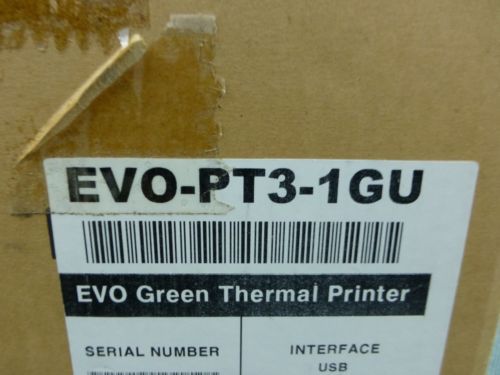 EVO-PT3-1GU
EVO Green Thermal Printer
SERIAL NUMBER
INTERFACE
USB